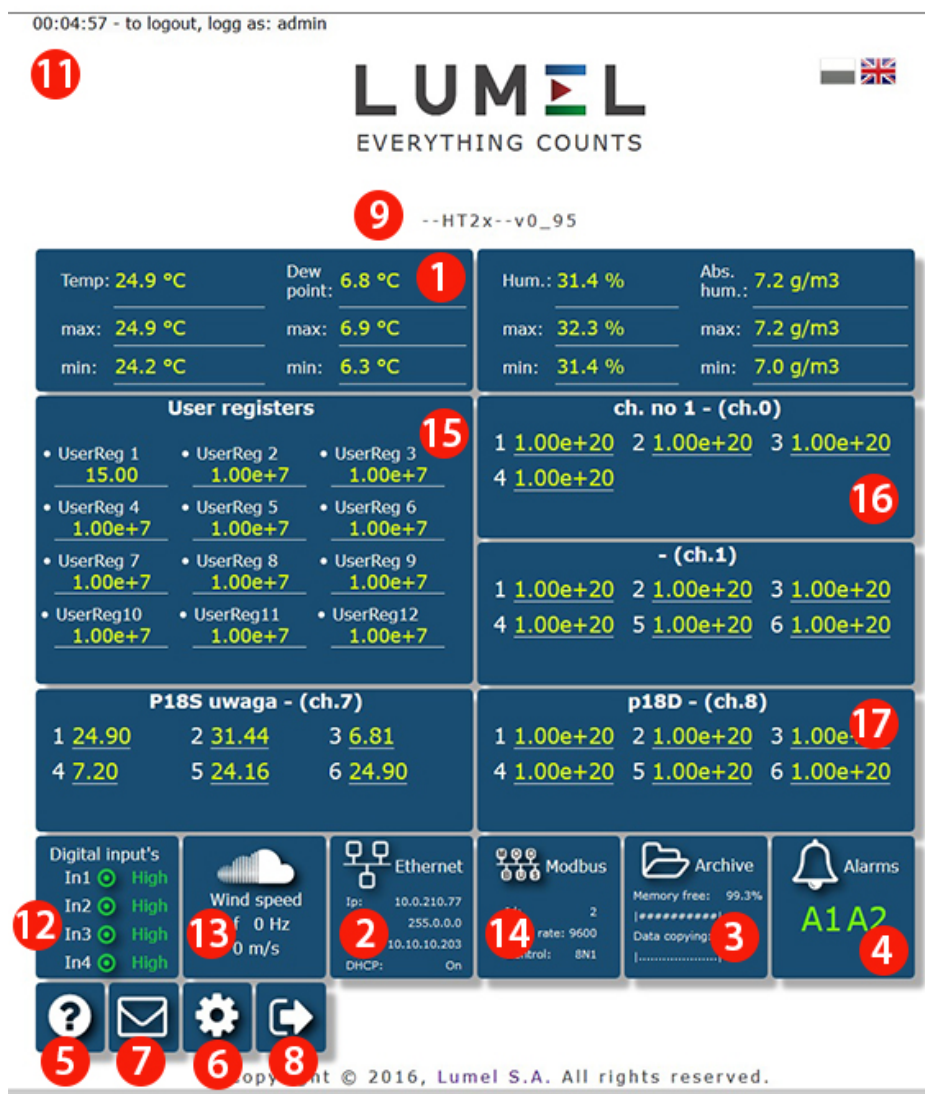 00:04:57 - to logout, logg as: admin
11
LUMEL
EVERYTHING COUNTS
9 --HT2x--v0_95
Temp: 24.9 °C Dew point: 6.8 °C 1
max: 24.9 °C max: 6.9 °C
min: 24.2 °C min: 6.3 °C
Hum.: 31.4 % Abs. hum.: 7.2 g/m3
max: 32.3 % max: 7.2 g/m3
min: 31.4 % min: 7.0 g/m3
User registers
15
• UserReg 1 • UserReg 2 • UserReg 3
15.00 1.00e+7 1.00e+7
• UserReg 4 • UserReg 5 • UserReg 6
1.00e+7 1.00e+7 1.00e+7
• UserReg 7 • UserReg 8 • UserReg 9
1.00e+7 1.00e+7 1.00e+7
• UserReg10 • UserReg11 • UserReg12
1.00e+7 1.00e+7 1.00e+7
ch. no 1 - (ch.0)
1 1.00e+20 2 1.00e+20 3 1.00e+20
4 1.00e+20
16
- (ch.1)
1 1.00e+20 2 1.00e+20 3 1.00e+20
4 1.00e+20 5 1.00e+20 6 1.00e+20
P18S uwaga - (ch.7)
1 24.90 2 31.44 3 6.81
4 7.20 5 24.16 6 24.90
p18D - (ch.8)
17
1 1.00e+20 2 1.00e+20 3
4 1.00e+20 5 1.00e+20 6 1.00e+20
Digital input's
In1 High
In2 High
12
In3 High
In4 High
Wind speed
0 Hz
13
0 m/s
Ethernet
Ip: 10.0.210.77
255.0.0.0
2
10.10.10.203
DHCP: On
Modbus
2
14
rate: 9600
8N1
Archive
Memory free: 99.3%
Data copying:
3
Alarms
A1 A2
4
?
5 7 6 8
© 2016, Lumel S.A. All rights reserved.